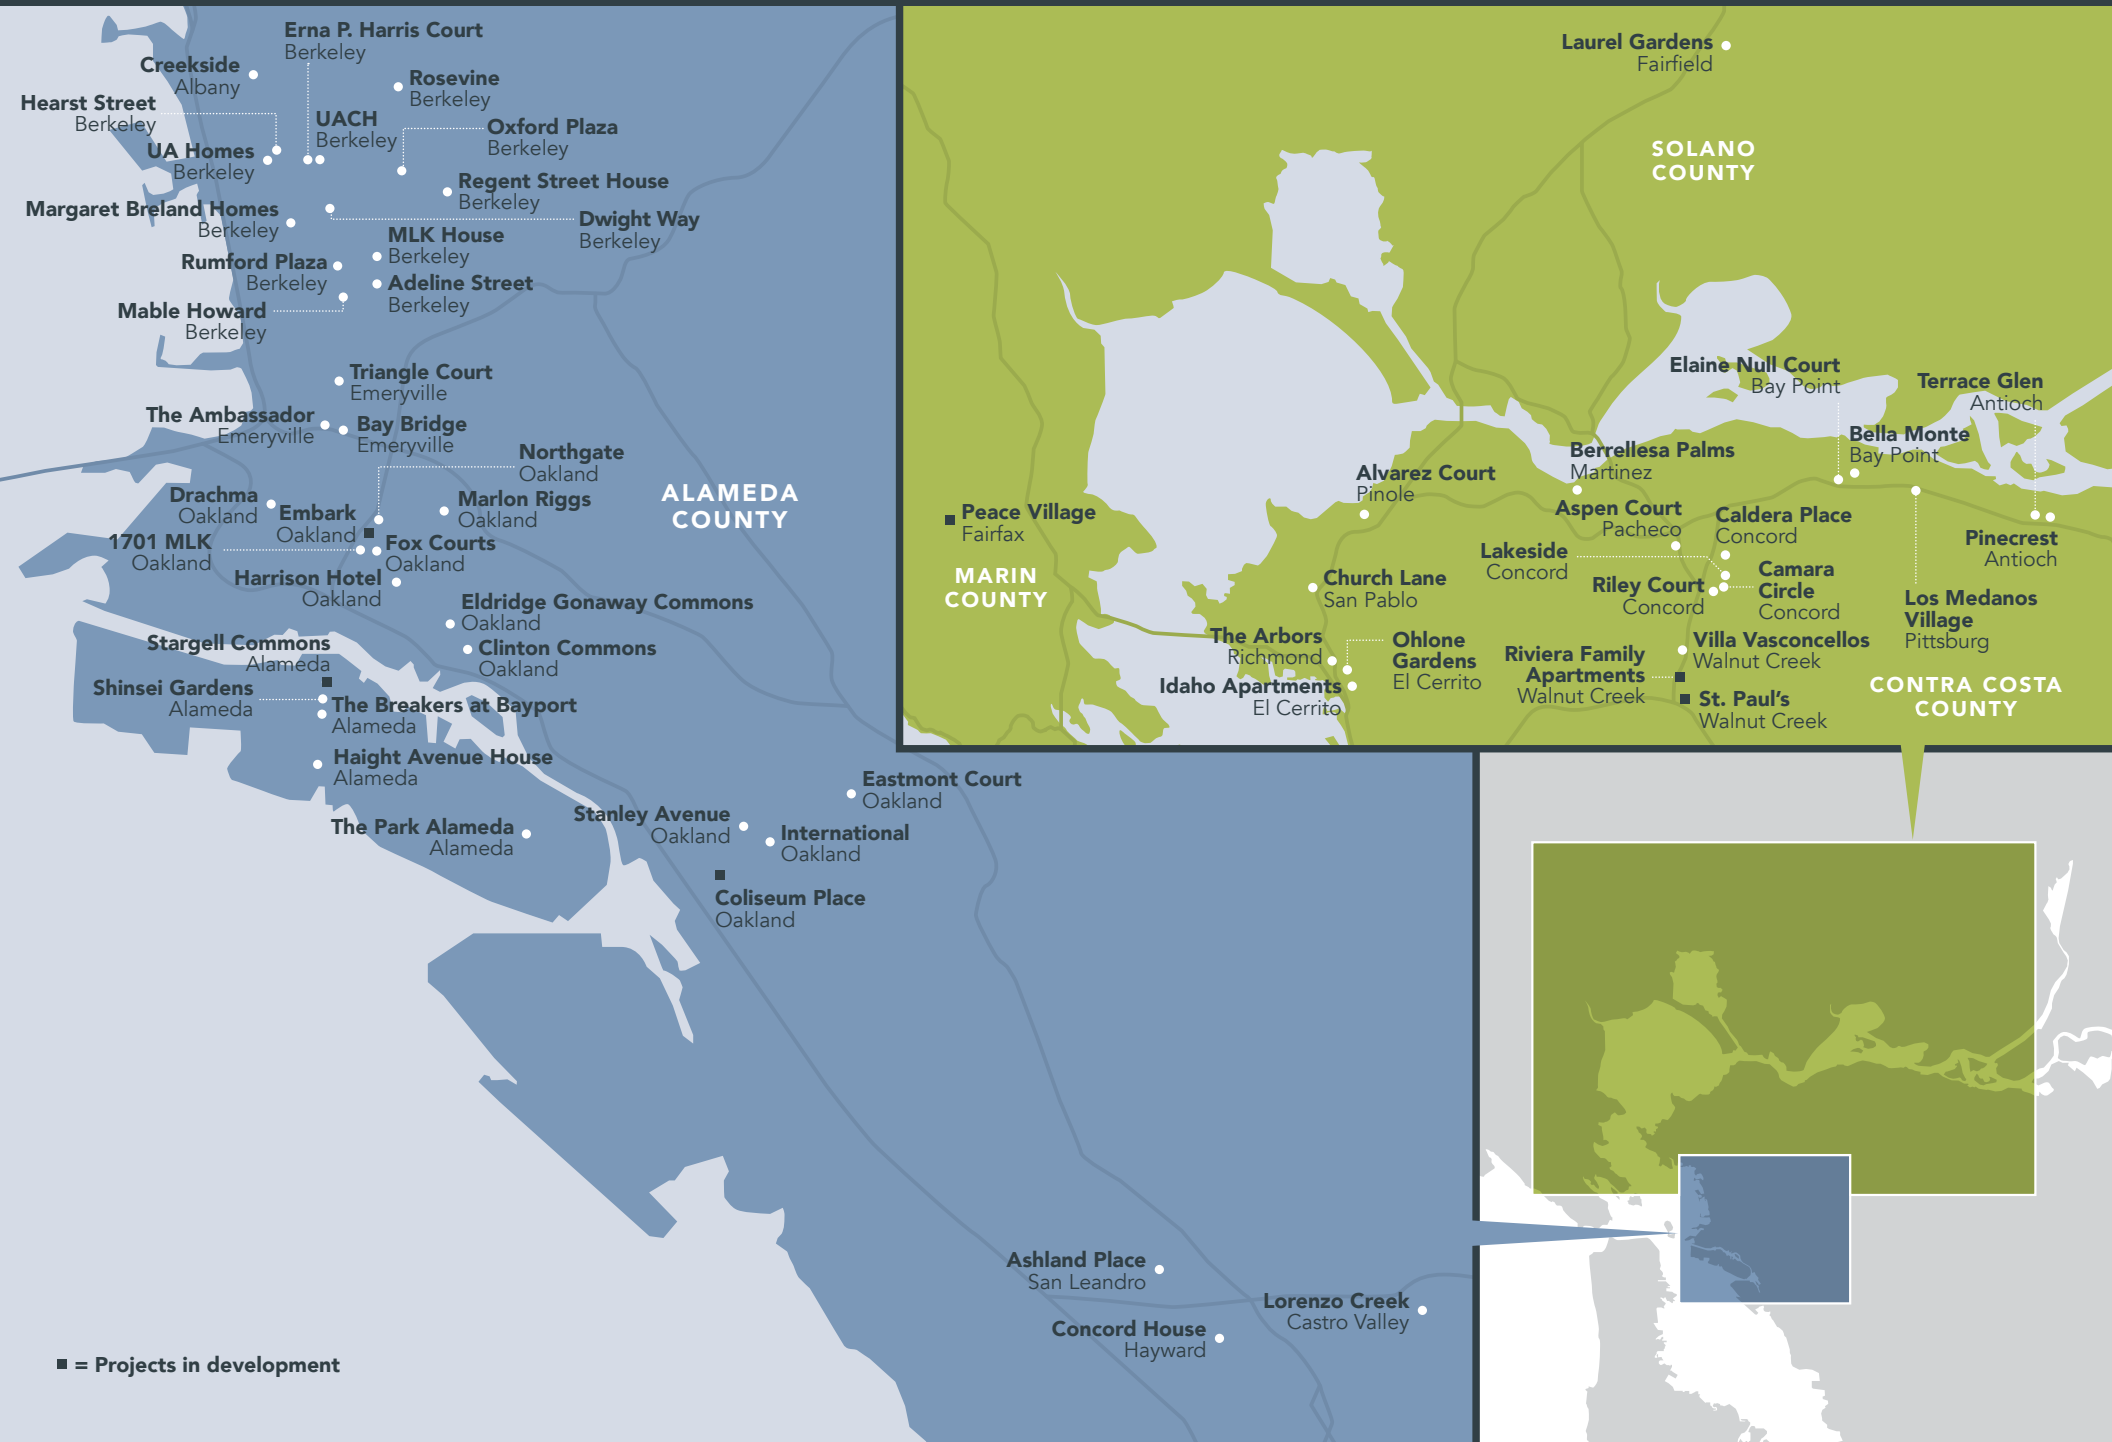 Erna P. Harris Court
Berkeley
Creekside
Albany
Rosevine
Berkeley
Hearst Street
Berkeley
UACH
Berkeley
Oxford Plaza
Berkeley
UA Homes
Berkeley
Regent Street House
Berkeley
Margaret Breland Homes
Berkeley
Dwight Way
Berkeley
MLK House
Berkeley
Rumford Plaza
Berkeley
Adeline Street
Berkeley
Mable Howard
Berkeley
Triangle Court
Emeryville
The Ambassador
Emeryville
Bay Bridge
Emeryville
Northgate
Oakland
ALAMEDA
COUNTY
Drachma
Oakland
Marlon Riggs
Oakland
Embark
Oakland
1701 MLK
Oakland
Fox Courts
Oakland
Harrison Hotel
Oakland
Eldridge Gonaway Commons
Oakland
Clinton Commons
Oakland
Stargell Commons
Alameda
Shinsei Gardens
Alameda
The Breakers at Bayport
Alameda
Haight Avenue House
Alameda
The Park Alameda
Alameda
Eastmont Court
Oakland
Stanley Avenue
Oakland
International
Oakland
Coliseum Place
Oakland
Ashland Place
San Leandro
Lorenzo Creek
Castro Valley
Concord House
Hayward
= Projects in development
Laurel Gardens
Fairfield
SOLANO
COUNTY
Elaine Null Court
Bay Point
Terrace Glen
Antioch
Bella Monte
Bay Point
Berrellesa Palms
Martinez
Alvarez Court
Pinole
Peace Village
Fairfax
Aspen Court
Pacheco
Caldera Place
Concord
Pinecrest
Antioch
Lakeside
Concord
MARIN
COUNTY
Church Lane
San Pablo
Riley Court
Concord
Camara
Circle
Concord
Los Medanos
Village
Pittsburg
The Arbors
Richmond
Ohlone
Gardens
El Cerrito
Villa Vasconcellos
Walnut Creek
Riviera Family
Apartments
Walnut Creek
Idaho Apartments
El Cerrito
St. Paul's
Walnut Creek
CONTRA COSTA
COUNTY